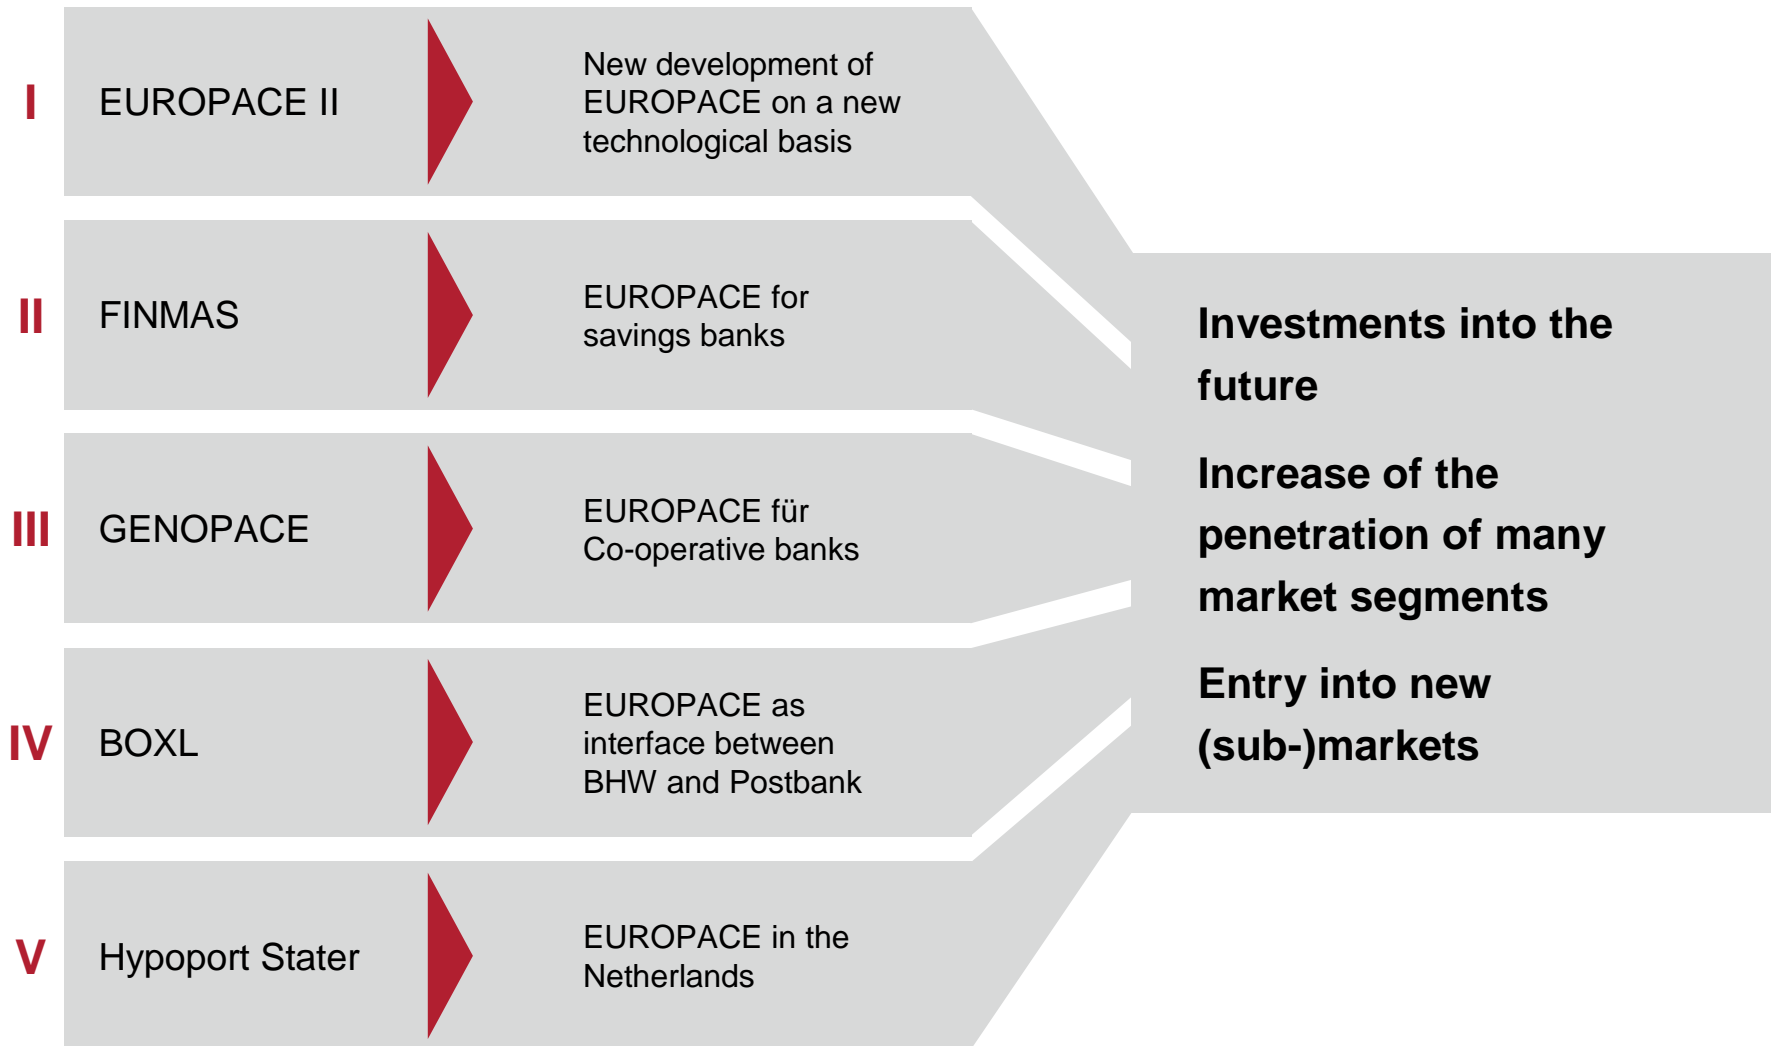 I
EUROPACE II
New development of
EUROPACE on a new
technological basis
II
FINMAS
EUROPACE for
savings banks
III
GENOPACE
EUROPACE für
Co-operative banks
IV
BOXL
EUROPACE as
interface between
BHW and Postbank
V
Hypoport Stater
EUROPACE in the
Netherlands
Investments into the
future
Increase of the
penetration of many
market segments
Entry into new
(sub-)markets